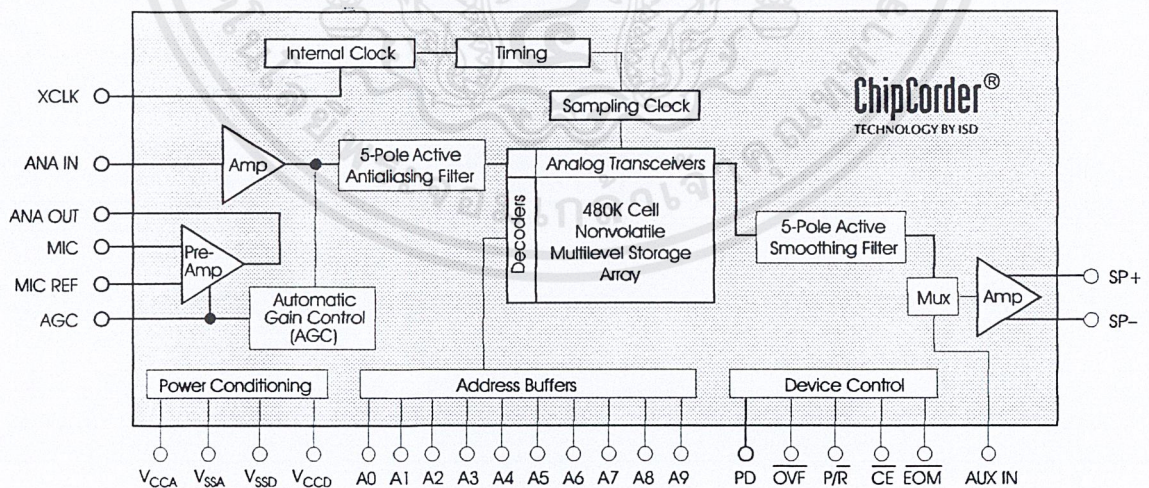 Internal Clock
Timing
XCLK
Sampling Clock
ChipCorder®
TECHNOLOGY BY ISD
ANA IN
Amp
5-Pole Active
Antialiasing Filter
Analog Transceivers
Decoders
480K Cell
Nonvolatile
Multilevel Storage
Array
ANA OUT
MIC
Pre-
Amp
MIC REF
AGC
Automatic
Gain Control
(AGC)
5-Pole Active
Smoothing Filter
Mux
Amp
SP+
SP–
Power Conditioning
Address Buffers
Device Control
VCCA VSSA VSSD VCCD A0 A1 A2 A3 A4 A5 A6 A7 A8 A9 PD O̅V̅F̅ P/R̅ C̅E̅ E̅O̅M̅ AUX IN